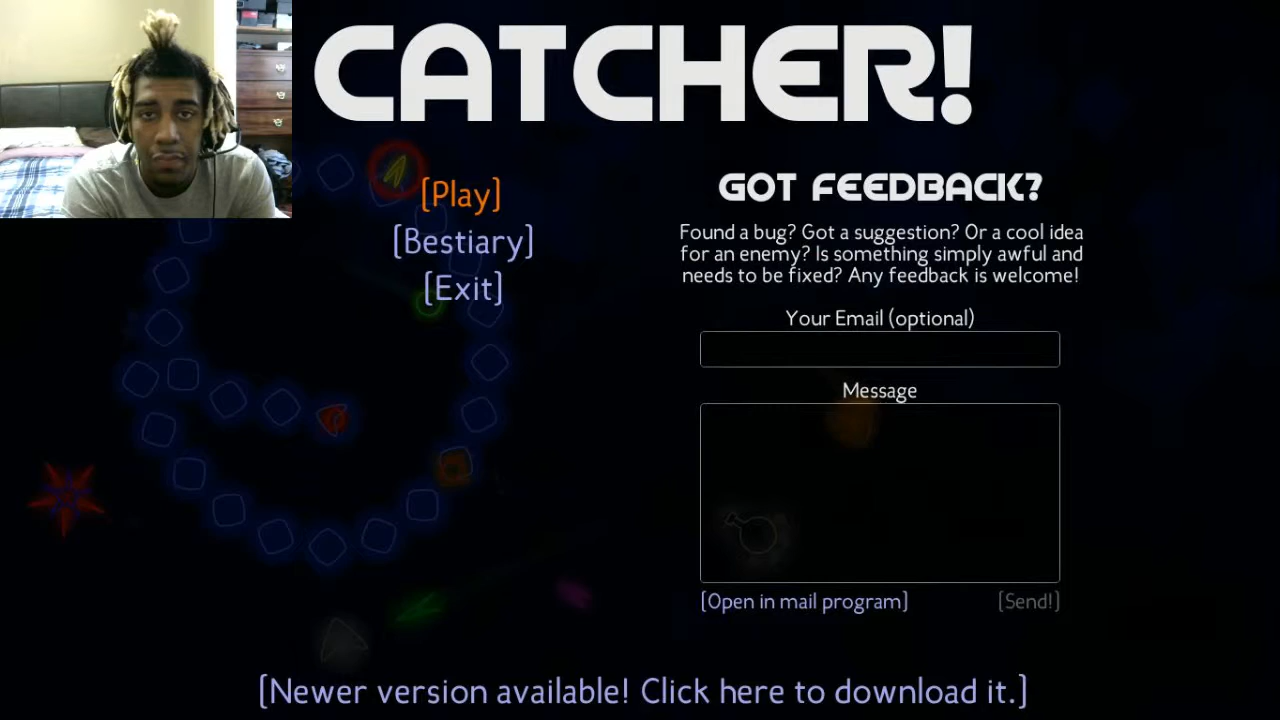 CATCHER!
[Play]
[Bestiary]
[Exit]
GOT FEEDBACK?
Found a bug? Got a suggestion? Or a cool idea
for an enemy? Is something simply awful and
needs to be fixed? Any feedback is welcome!
Your Email (optional)
Message
[Open in mail program]
[Send!]
[Newer version available! Click here to download it.]